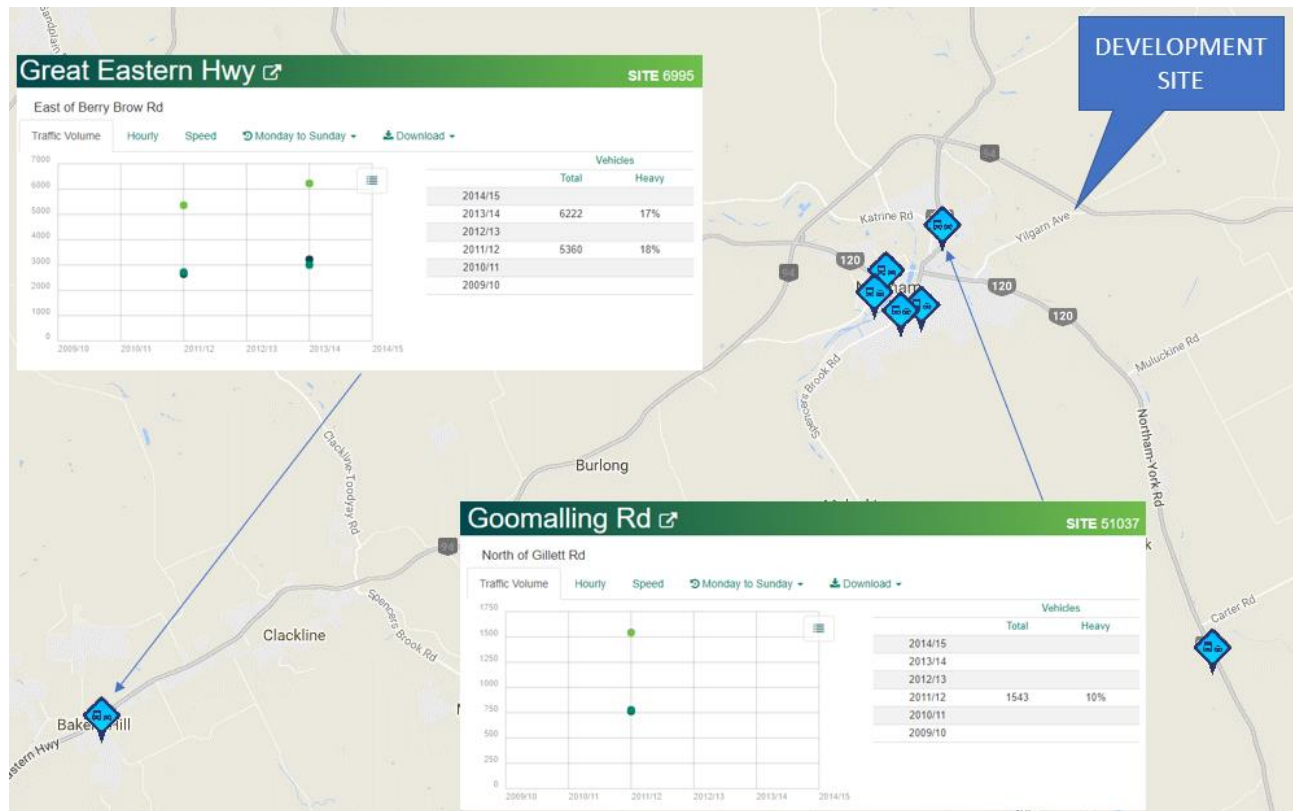 Sandplain
DEVELOPMENT
SITE
Great Eastern Hwy
SITE 6995
East of Berry Brow Rd
Traffic Volume Hourly Speed Monday to Sunday Download
Vehicles
Total Heavy
2014/15
2013/14 6222 17%
2012/13
2011/12 5360 18%
2010/11
2009/10
7000
6000
5000
4000
3000
2000
1000
0
2009/10 2010/11 2011/12 2012/13 2013/14 2014/15
94
Katrine Rd
Yilgarn Ave
120
94
120
120
Muluckine Rd
Spencers Brook Rd
Northam-York Rd
Clackline-Toodyay Rd
Burlong
Goomalling Rd
SITE 51037
North of Gillett Rd
Traffic Volume Hourly Speed Monday to Sunday Download
Vehicles
Total Heavy
2014/15
2013/14
2012/13
2011/12 1543 10%
2010/11
2009/10
1750
1500
1250
1000
750
500
250
0
2009/10 2010/11 2011/12 2012/13 2013/14 2014/15
94
Clackline
Spencers Brook Rd
Carter Rd
Hill
Hwy